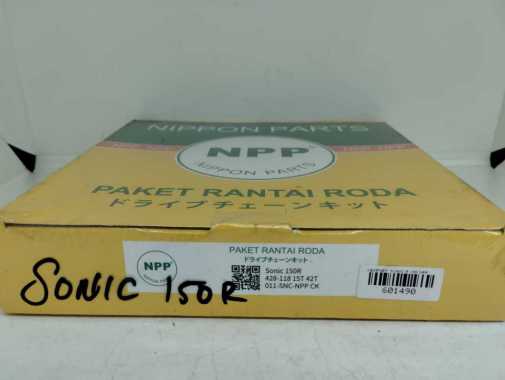 NIPPON PARTS
NPP
NIPPON PARTS
PAKET RANTAI RODA
ドライブチェーンキット
PAKET RANTAI RODA
ドライブチェーンキット
NPP
Sonic 150R
428-118 15T 42T
011-SNC-NPP CK
SONIC 150R
601490